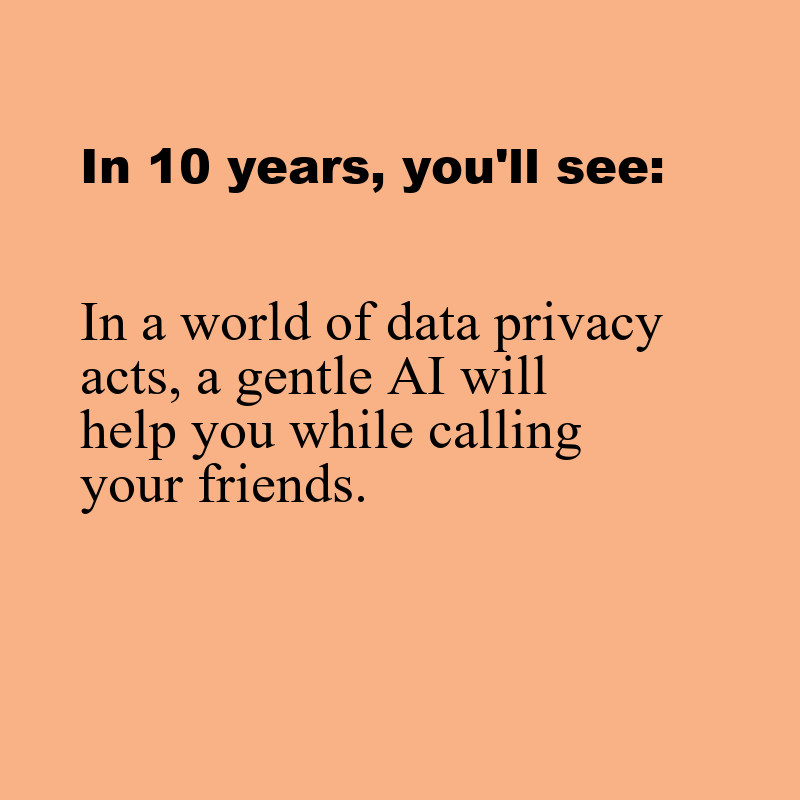 In 10 years, you'll see:
In a world of data privacy
acts, a gentle AI will
help you while calling
your friends.